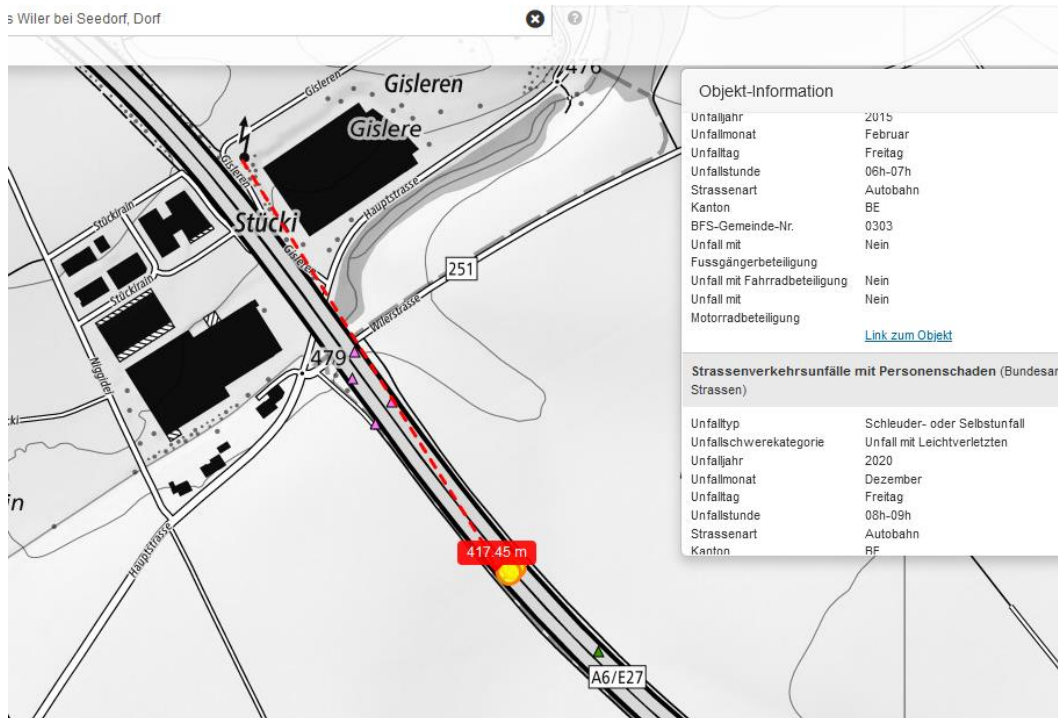 s Wiler bei Seedorf, Dorf
476
Gisleren
Gislere
Gisleren
Hauptstrasse
Stückirain
Stücki
Gisleren
251
Wilerstrasse
Stückirain
479
Niggidei
in
Hauptstrasse
417.45 m
A6/E27
Objekt-Information
Unfalljahr 2015
Unfallmonat Februar
Unfalltag Freitag
Unfallstunde 06h-07h
Strassenart Autobahn
Kanton BE
BFS-Gemeinde-Nr. 0303
Unfall mit Nein
Fussgängerbeteiligung
Unfall mit Fahrradbeteiligung Nein
Unfall mit Nein
Motorradbeteiligung
Link zum Objekt
Strassenverkehrsunfälle mit Personenschaden (Bundesar
Strassen)
Unfalltyp Schleuder- oder Selbstunfall
Unfallschwerekategorie Unfall mit Leichtverletzten
Unfalljahr 2020
Unfallmonat Dezember
Unfalltag Freitag
Unfallstunde 08h-09h
Strassenart Autobahn
Kanton BE